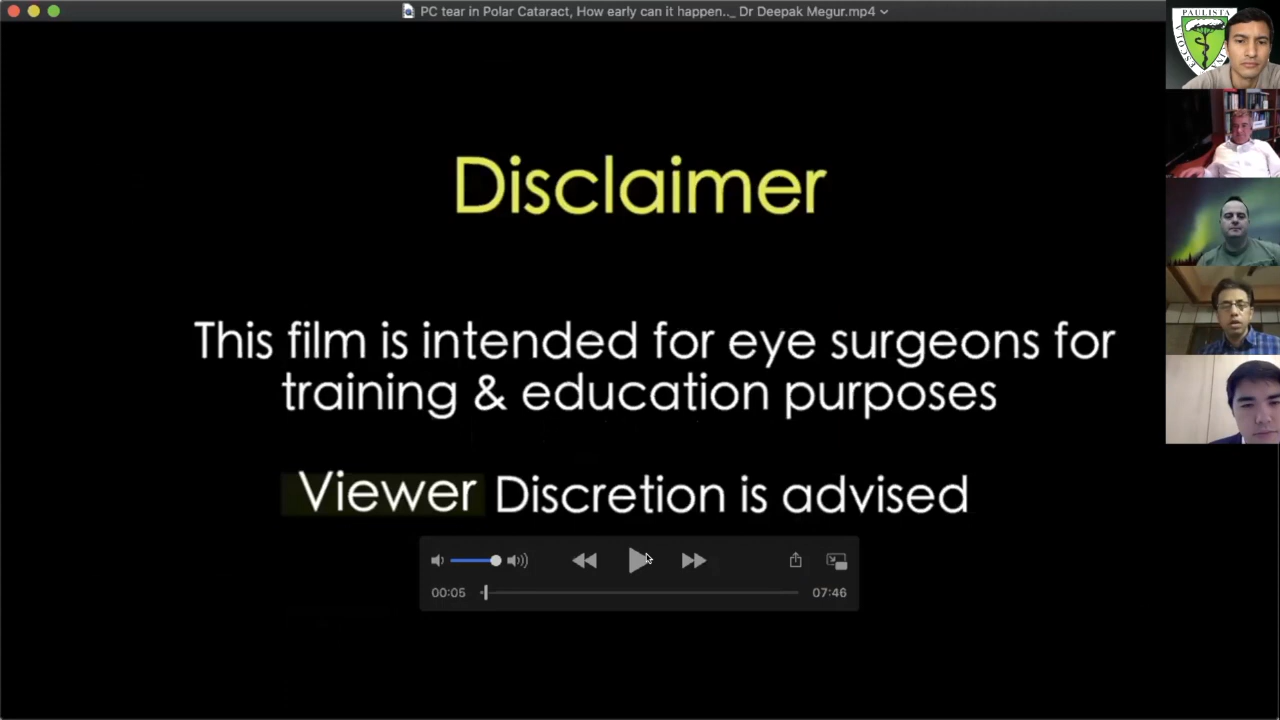 PC tear in Polar Cataract, How early can it happen.._ Dr Deepak Megur.mp4
PAULISTA
Disclaimer
This film is intended for eye surgeons for
training & education purposes
Viewer Discretion is advised
00:05
07:46